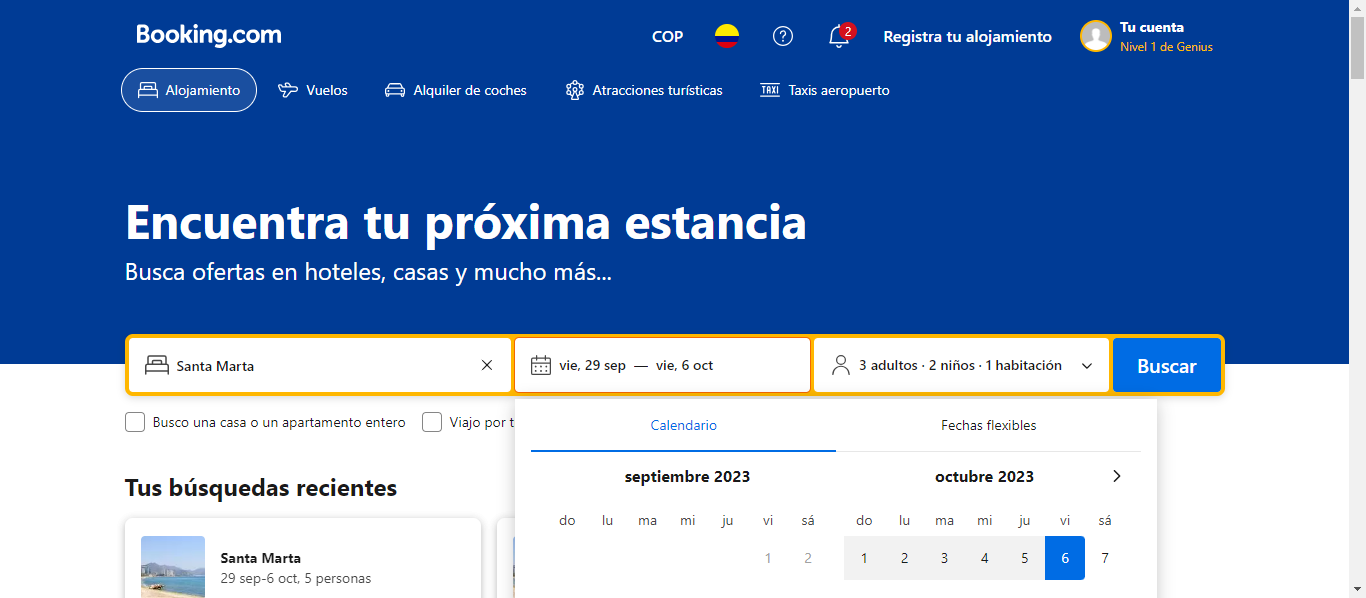 Booking.com
COP
2
Registra tu alojamiento
Tu cuenta
Nivel 1 de Genius
Alojamiento
Vuelos
Alquiler de coches
Atracciones turísticas
TAXI
Taxis aeropuerto
Encuentra tu próxima estancia
Busca ofertas en hoteles, casas y mucho más...
Santa Marta
vie, 29 sep — vie, 6 oct
3 adultos · 2 niños · 1 habitación
Buscar
Busco una casa o un apartamento entero
Viajo por t
Calendario
Fechas flexibles
septiembre 2023
octubre 2023
do lu ma mi ju vi sá
do lu ma mi ju vi sá
1 2
1 2 3 4 5 6 7
Tus búsquedas recientes
Santa Marta
29 sep-6 oct, 5 personas